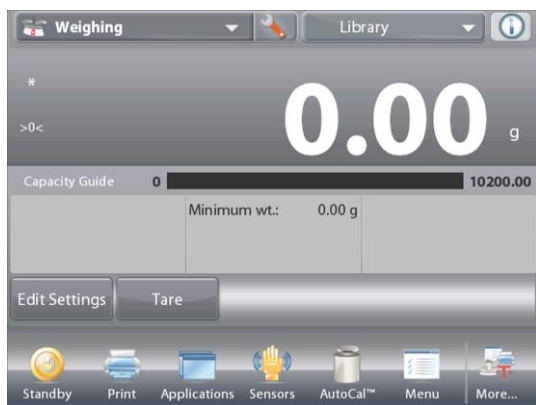 Weighing Library
*
>0<
0.00 g
Capacity Guide 0 10200.00
Minimum wt.: 0.00 g
Edit Settings Tare
Standby Print Applications Sensors AutoCal™ Menu More...